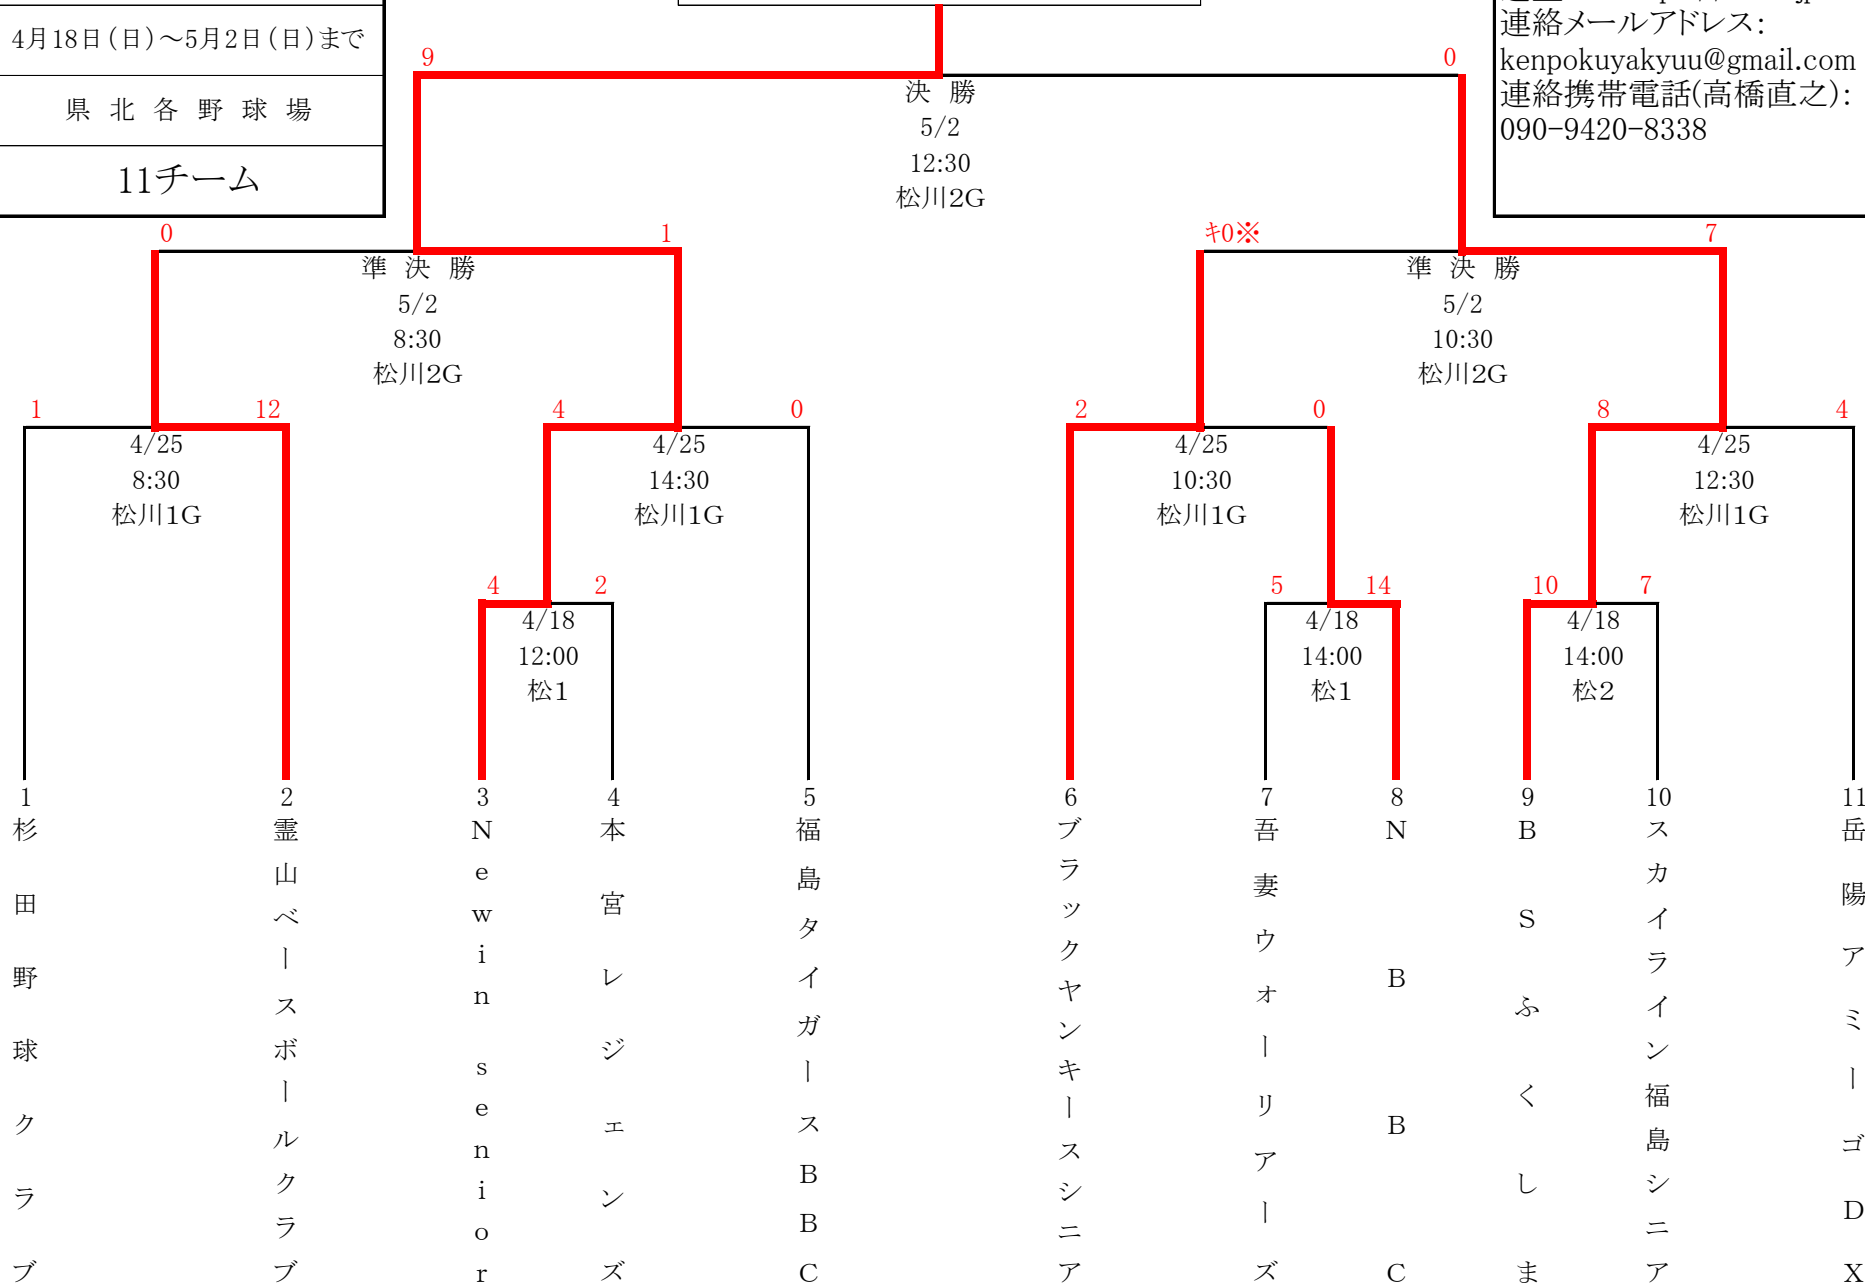 4月18日(日)～5月2日(日)まで
県北各野球場
11チーム
連絡メールアドレス：
kenpokuyakyuu@gmail.com
連絡携帯電話(高橋直之)：
090-9420-8338
9
0
決勝
5/2
12:30
松川2G
0
1
準決勝
5/2
8:30
松川2G
ｷ0※
7
準決勝
5/2
10:30
松川2G
1
12
4/25
8:30
松川1G
4
0
4/25
14:30
松川1G
2
0
4/25
10:30
松川1G
8
4
4/25
12:30
松川1G
4
2
4/18
12:00
松1
5
14
4/18
14:00
松1
10
7
4/18
14:00
松2
1
杉田野球クラブ
2
霊山ベースボールクラブ
3
Newin senior
4
本宮レジェンズ
5
福島タイガースBBC
6
ブラックヤンキースシニア
7
吾妻ウォーリアーズ
8
NBBC
9
BSふくしま
10
スカイライン福島シニア
11
岳陽アミーゴDX